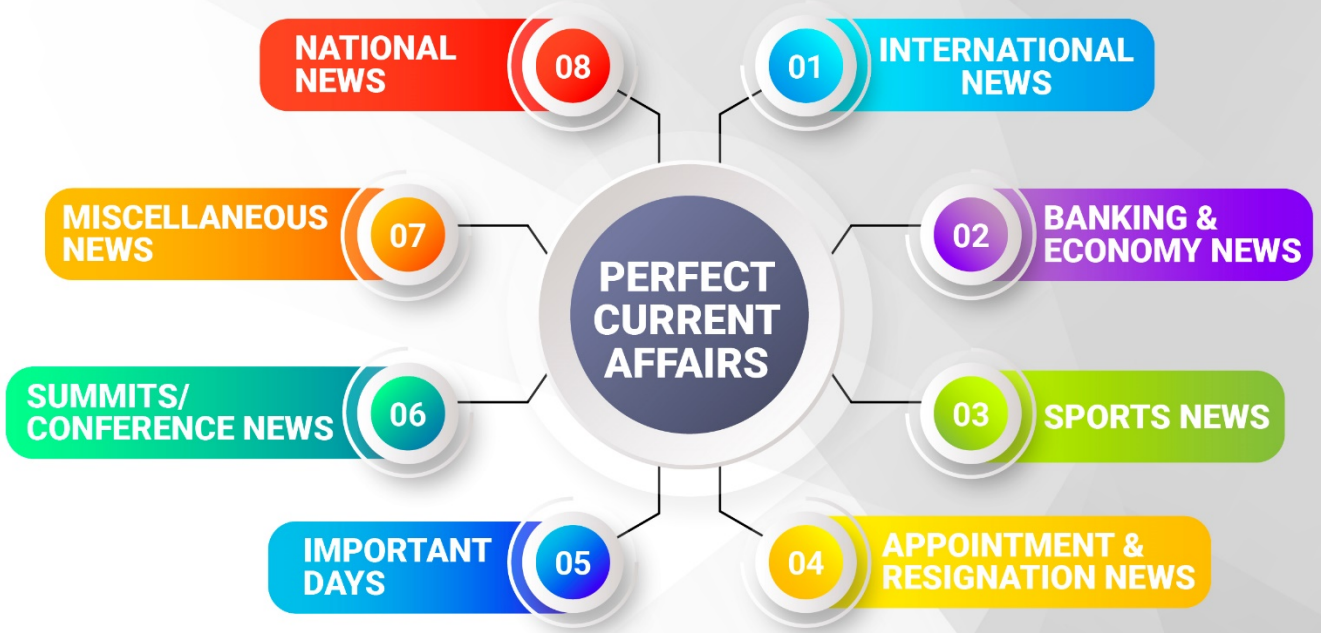 PERFECT
CURRENT
AFFAIRS
01
INTERNATIONAL
NEWS
02
BANKING &
ECONOMY NEWS
03
SPORTS NEWS
04
APPOINTMENT &
RESIGNATION NEWS
05
IMPORTANT
DAYS
06
SUMMITS/
CONFERENCE NEWS
07
MISCELLANEOUS
NEWS
08
NATIONAL
NEWS